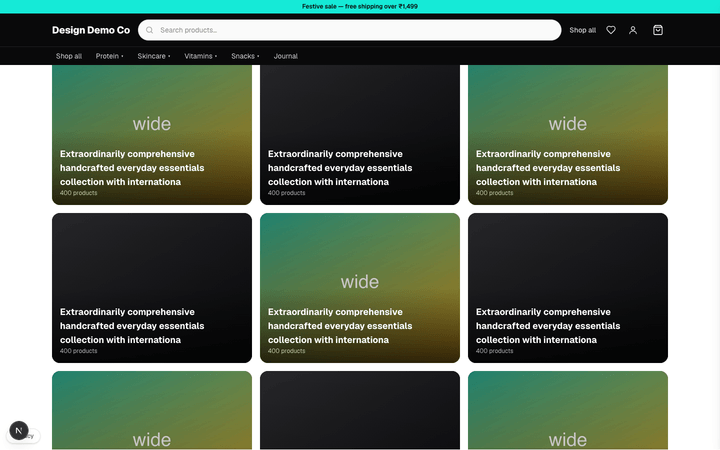 Festive sale — free shipping over ₹1,499
Design Demo Co
Search products...
Shop all
Shop all
Protein
Skincare
Vitamins
Snacks
Journal
wide
wide
Extraordinarily comprehensive
handcrafted everyday essentials
collection with internationa
400 products
Extraordinarily comprehensive
handcrafted everyday essentials
collection with internationa
400 products
Extraordinarily comprehensive
handcrafted everyday essentials
collection with internationa
400 products
wide
Extraordinarily comprehensive
handcrafted everyday essentials
collection with internationa
400 products
Extraordinarily comprehensive
handcrafted everyday essentials
collection with internationa
400 products
Extraordinarily comprehensive
handcrafted everyday essentials
collection with internationa
400 products
wide
wide
N